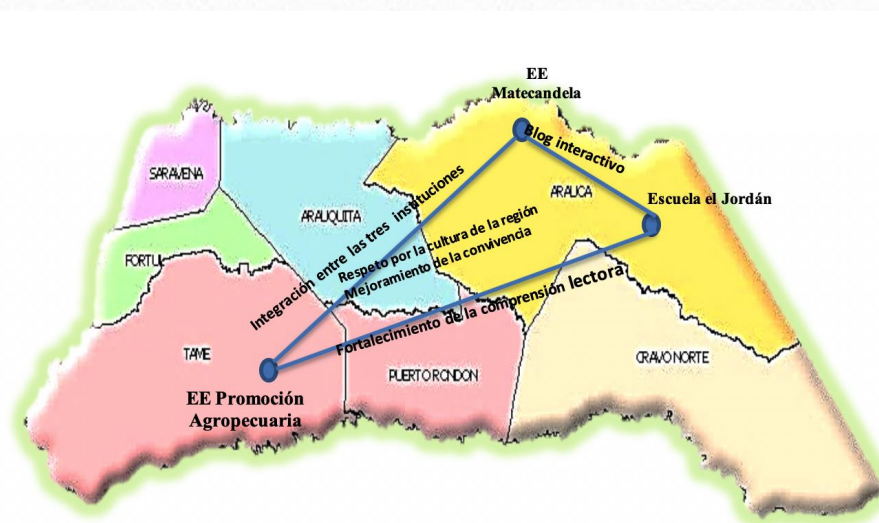 EE
Matecandela
Blog interactivo
SARAVENA
ARAUCA
Escuela el Jordán
ARAUQUITA
Integración entre las tres instituciones
Respeto por la cultura de la región
Mejoramiento de la convivencia
FORTUL
Fortalecimiento de la comprensión lectora
TAME
CRAVO NORTE
PUERTO RONDON
EE Promoción
Agropecuaria